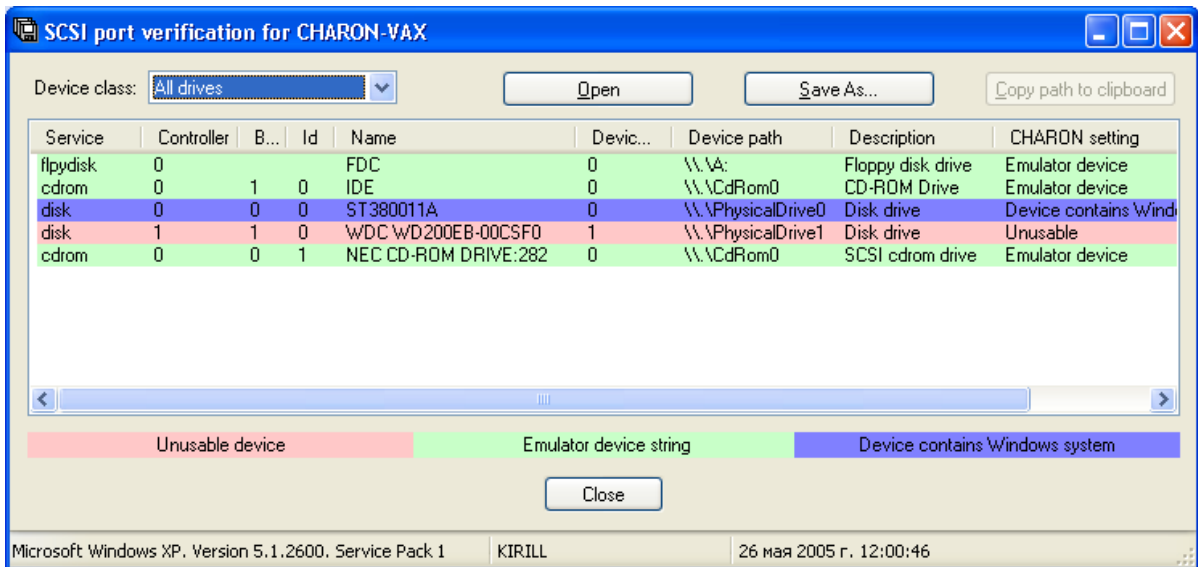 SCSI port verification for CHARON-VAX
Device class: All drives Open Save As... Copy path to clipboard
Service Controller B... Id Name Devic... Device path Description CHARON setting
flpydisk 0 FDC 0 \\.\A: Floppy disk drive Emulator device
cdrom 0 1 0 IDE 0 \\.\CdRom0 CD-ROM Drive Emulator device
disk 0 0 0 ST380011A 0 \\.\PhysicalDrive0 Disk drive Device contains Wind
disk 1 1 0 WDC WD200EB-00CSF0 1 \\.\PhysicalDrive1 Disk drive Unusable
cdrom 0 0 1 NEC CD-ROM DRIVE:282 0 \\.\CdRom0 SCSI cdrom drive Emulator device
Unusable device Emulator device string Device contains Windows system
Close
Microsoft Windows XP. Version 5.1.2600. Service Pack 1 KIRILL 26 мая 2005 г. 12:00:46